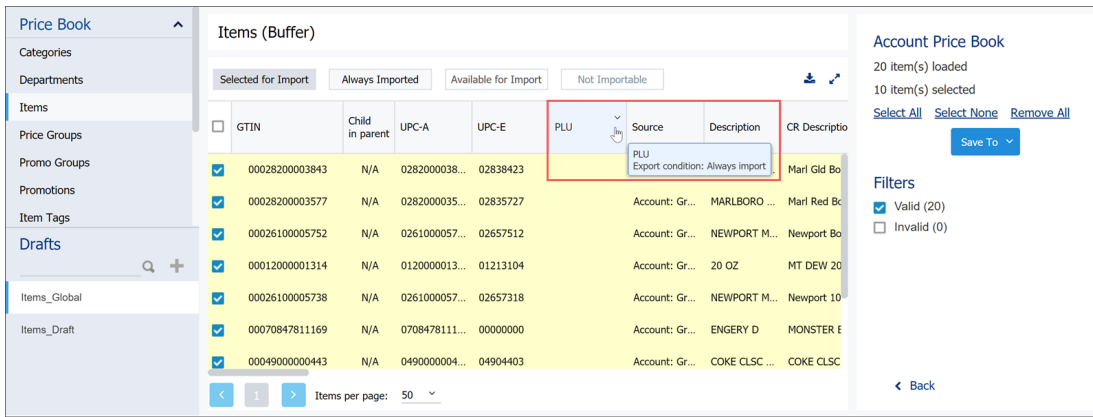 Price Book
Categories
Departments
Items
Price Groups
Promo Groups
Promotions
Item Tags
Drafts
Items_Global
Items_Draft
Items (Buffer)
Selected for Import Always Imported Available for Import Not Importable
GTIN Child in parent UPC-A UPC-E PLU Source Description CR Descriptio
PLU
Export condition: Always import
00028200003843 N/A 0282000038... 02838423 Marl Gld Bo
00028200003577 N/A 0282000035... 02835727 Account: Gr... MARLBORO ... Marl Red Bo
00026100005752 N/A 0261000057... 02657512 Account: Gr... NEWPORT M... Newport Bo
00012000001314 N/A 0120000013... 01213104 Account: Gr... 20 OZ MT DEW 20
00026100005738 N/A 0261000057... 02657318 Account: Gr... NEWPORT M... Newport 10
00070847811169 N/A 0708478111... 00000000 Account: Gr... ENGERY D MONSTER E
00049000000443 N/A 0490000004... 04904403 Account: Gr... COKE CLSC ... COKE CLSC
< 1 > Items per page: 50
Account Price Book
20 item(s) loaded
10 item(s) selected
Select All Select None Remove All
Save To
Filters
Valid (20)
Invalid (0)
< Back